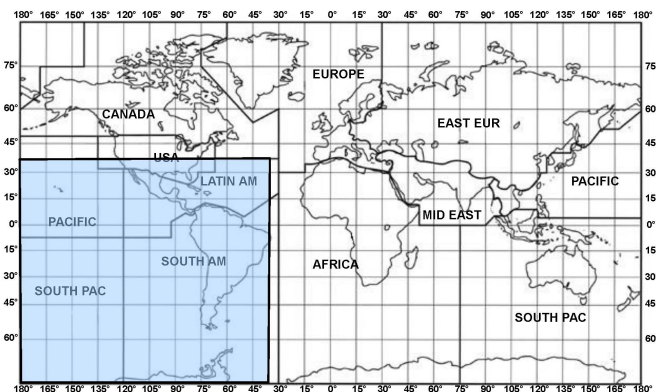 180° 165° 150° 135° 120° 105° 90° 75° 60° 45° 30° 15° 0° 15° 30° 45° 60° 75° 90° 105° 120° 135° 150° 165° 180°
75° 75°
EUROPE
60° CANADA 60°
EAST EUR
45° 45°
USA
30° LATIN AM PACIFIC 30°
15° 15°
PACIFIC MID EAST
0° 0°
15° 15°
SOUTH AM AFRICA
30° 30°
SOUTH PAC
45° 45°
SOUTH PAC
60° 60°
180° 165° 150° 135° 120° 105° 90° 75° 60° 45° 30° 15° 0° 15° 30° 45° 60° 75° 90° 105° 120° 135° 150° 165° 180°